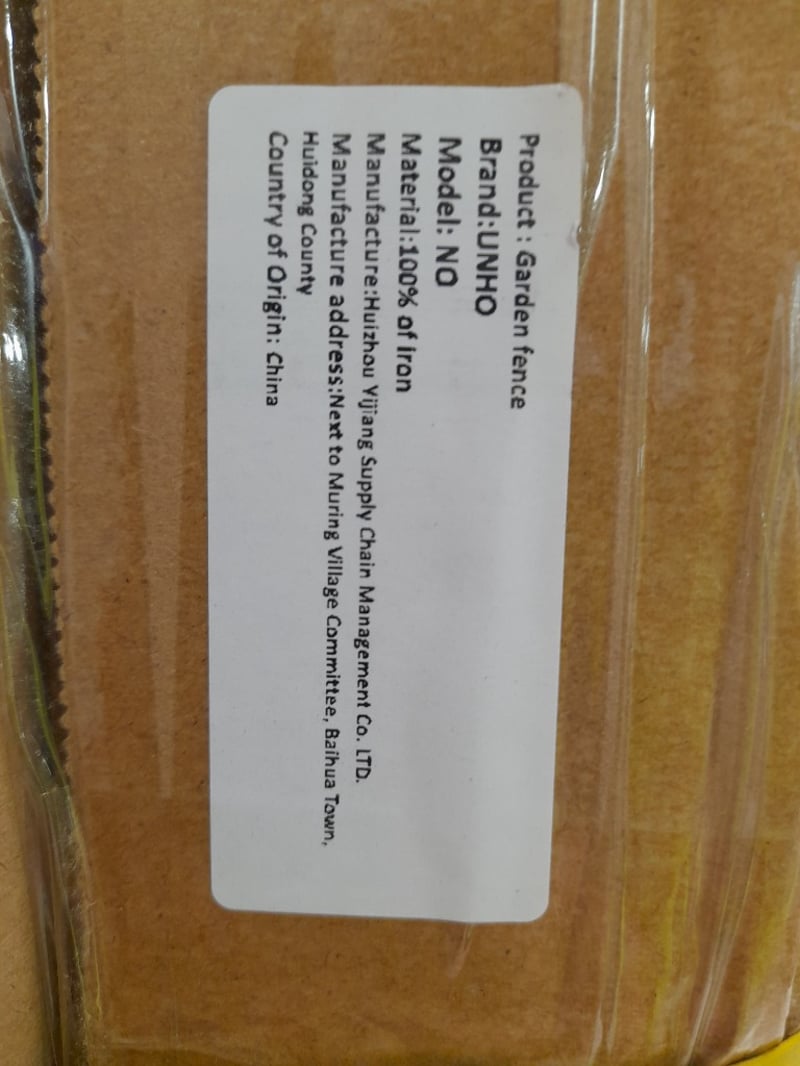 Product : Garden fence
Brand:UNHO
Model: NO
Material:100% of iron
Manufacture:Huizhou Yijiang Supply Chain Management Co. LTD.
Manufacture address:Next to Muring Village Committee, Baihua Town,
Huidong County
Country of Origin: China